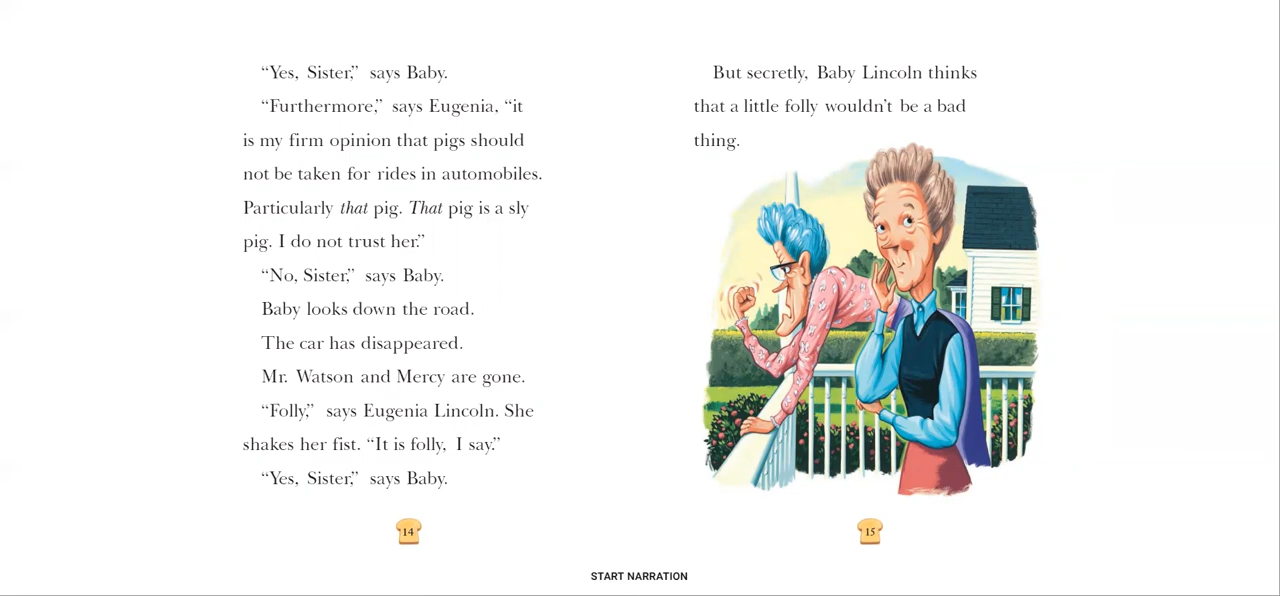 “Yes, Sister,” says Baby.
“Furthermore,” says Eugenia, “it
is my firm opinion that pigs should
not be taken for rides in automobiles.
Particularly that pig. That pig is a sly
pig. I do not trust her.”
“No, Sister,” says Baby.
Baby looks down the road.
The car has disappeared.
Mr. Watson and Mercy are gone.
“Folly,” says Eugenia Lincoln. She
shakes her fist. “It is folly, I say.”
“Yes, Sister,” says Baby.
14
But secretly, Baby Lincoln thinks
that a little folly wouldn’t be a bad
thing.
15
START NARRATION